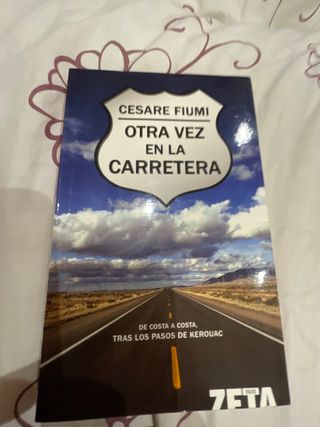 CESARE FIUMI
OTRA VEZ
EN LA
CARRETERA
DE COSTA A COSTA,
TRAS LOS PASOS DE KEROUAC
ZETA